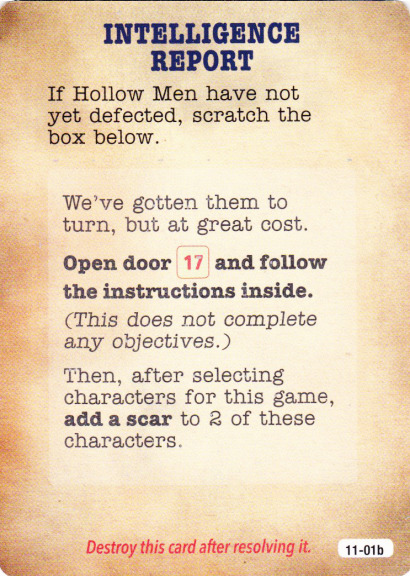 INTELLIGENCE
REPORT
If Hollow Men have not
yet defected, scratch the
box below.
We've gotten them to
turn, but at great cost.
Open door 17 and follow
the instructions inside.
(This does not complete
any objectives.)
Then, after selecting
characters for this game,
add a scar to 2 of these
characters.
Destroy this card after resolving it.
11-01b